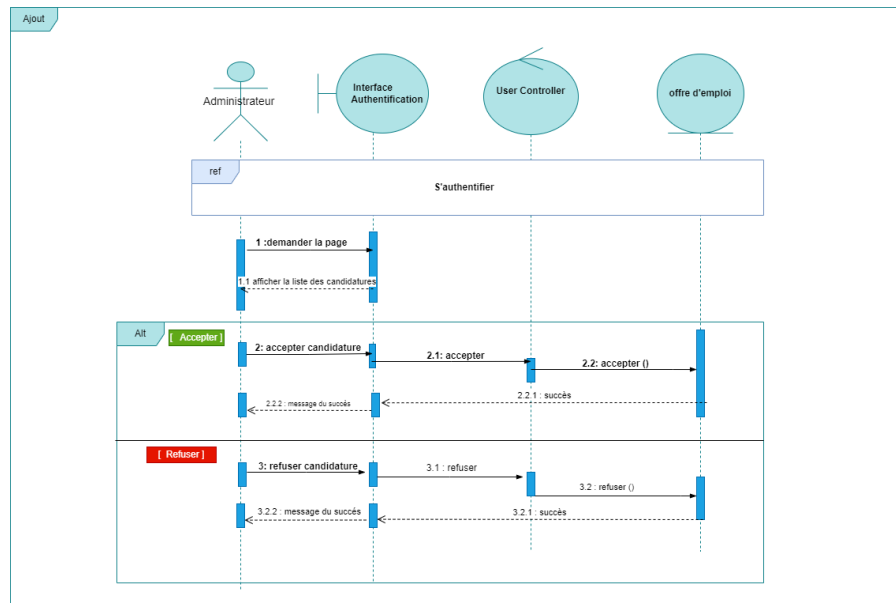 Ajout
Administrateur
Interface
Authentification
User Controller
offre d'emploi
ref
S'authentifier
1 :demander la page
1.1 afficher la liste des candidatures
Alt
[ Accepter ]
2: accepter candidature
2.1: accepter
2.2: accepter ()
2.2.1 : succès
2.2.2 : message du succès
[ Refuser ]
3: refuser candidature
3.1 : refuser
3.2 : refuser ()
3.2.1 : succès
3.2.2 : message du succés